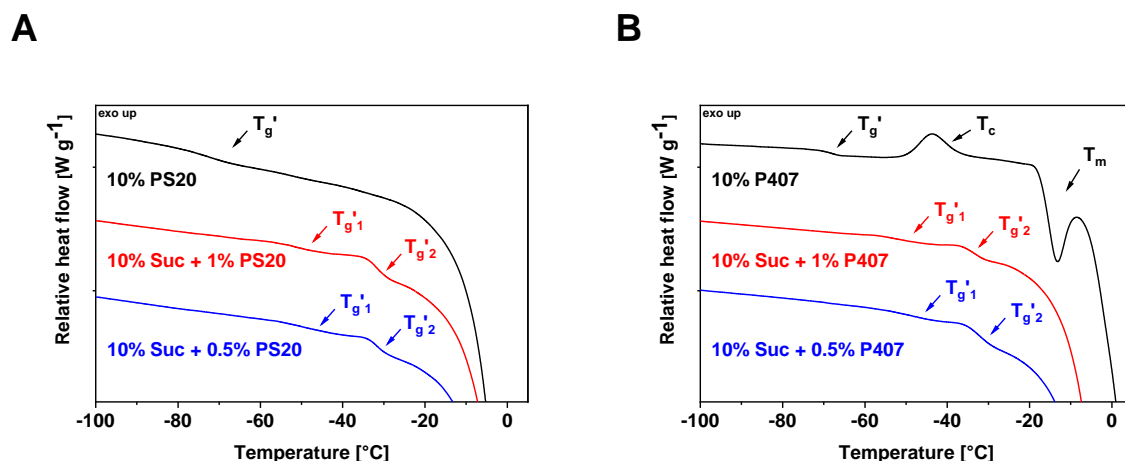 A
B
exo up
Tg'
10% PS20
Tg'1
Tg'2
10% Suc + 1% PS20
Tg'1
Tg'2
10% Suc + 0.5% PS20
Relative heat flow [W g-1]
-100 -80 -60 -40 -20 0
Temperature [°C]
exo up
Tg'
Tc
Tm
10% P407
Tg'1
Tg'2
10% Suc + 1% P407
Tg'1
Tg'2
10% Suc + 0.5% P407
Relative heat flow [W g-1]
-100 -80 -60 -40 -20 0
Temperature [°C]